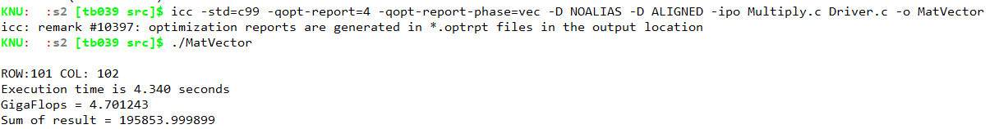 KNU:  :s2 [tb039 src]$ icc -std=c99 -qopt-report=4 -qopt-report-phase=vec -D NOALIAS -D ALIGNED -ipo Multiply.c Driver.c -o MatVector
icc: remark #10397: optimization reports are generated in *.optrpt files in the output location
KNU:  :s2 [tb039 src]$ ./MatVector
ROW:101 COL: 102
Execution time is 4.340 seconds
GigaFlops = 4.701243
Sum of result = 195853.999899